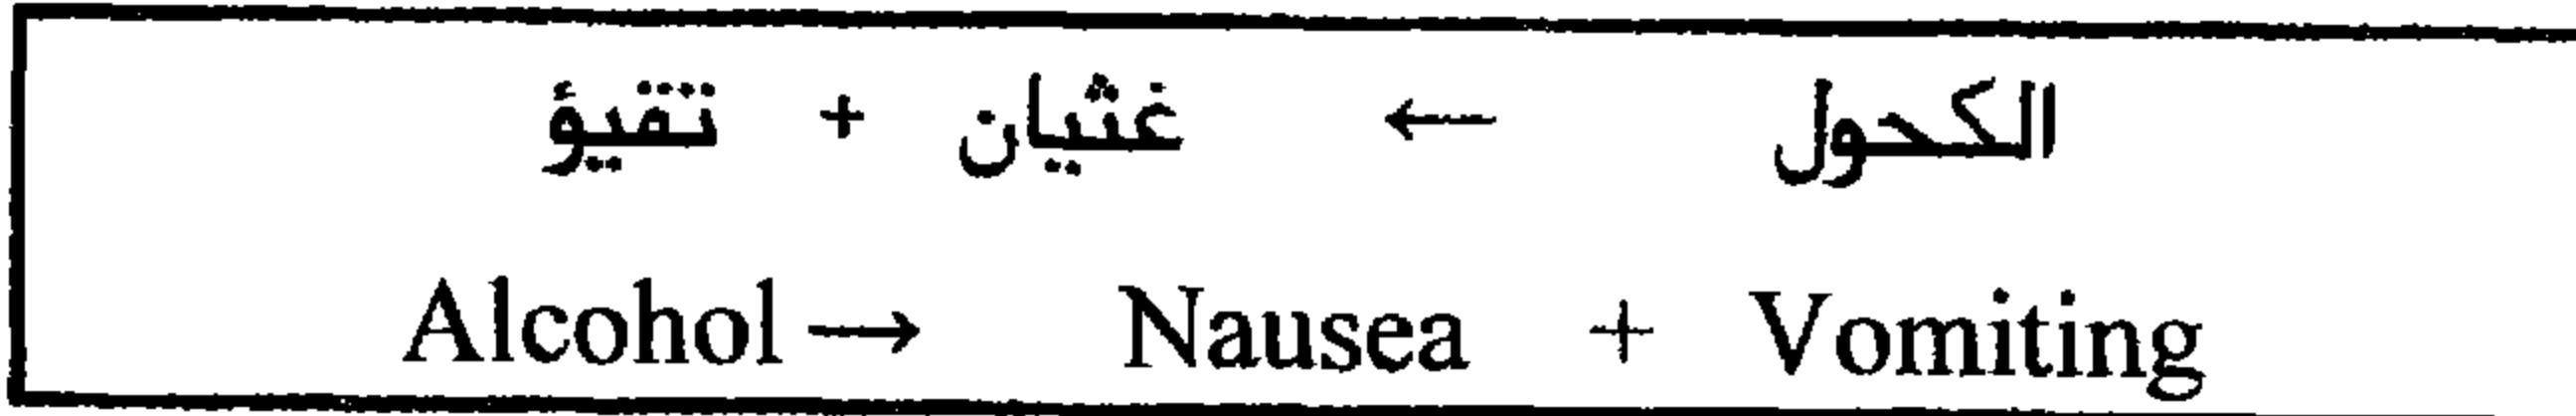 الكحول ← غثيان + تقيؤ
Alcohol → Nausea + Vomiting